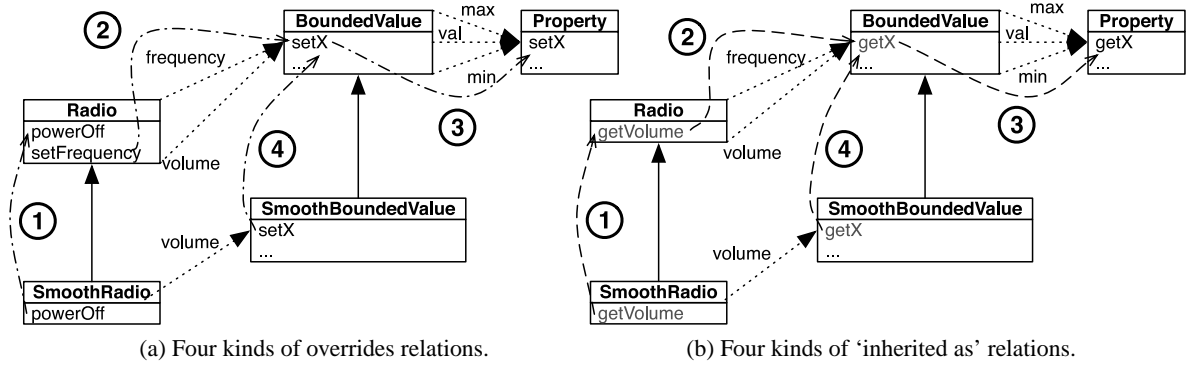 BoundedValue
setX
...
max
val
min
Property
setX
...
2
frequency
3
Radio
powerOff
setFrequency
volume
4
1
SmoothBoundedValue
setX
...
volume
SmoothRadio
powerOff
(a) Four kinds of overrides relations.
BoundedValue
getX
...
max
val
min
Property
getX
...
2
frequency
3
Radio
getVolume
volume
4
1
SmoothBoundedValue
getX
...
volume
SmoothRadio
getVolume
(b) Four kinds of ‘inherited as’ relations.